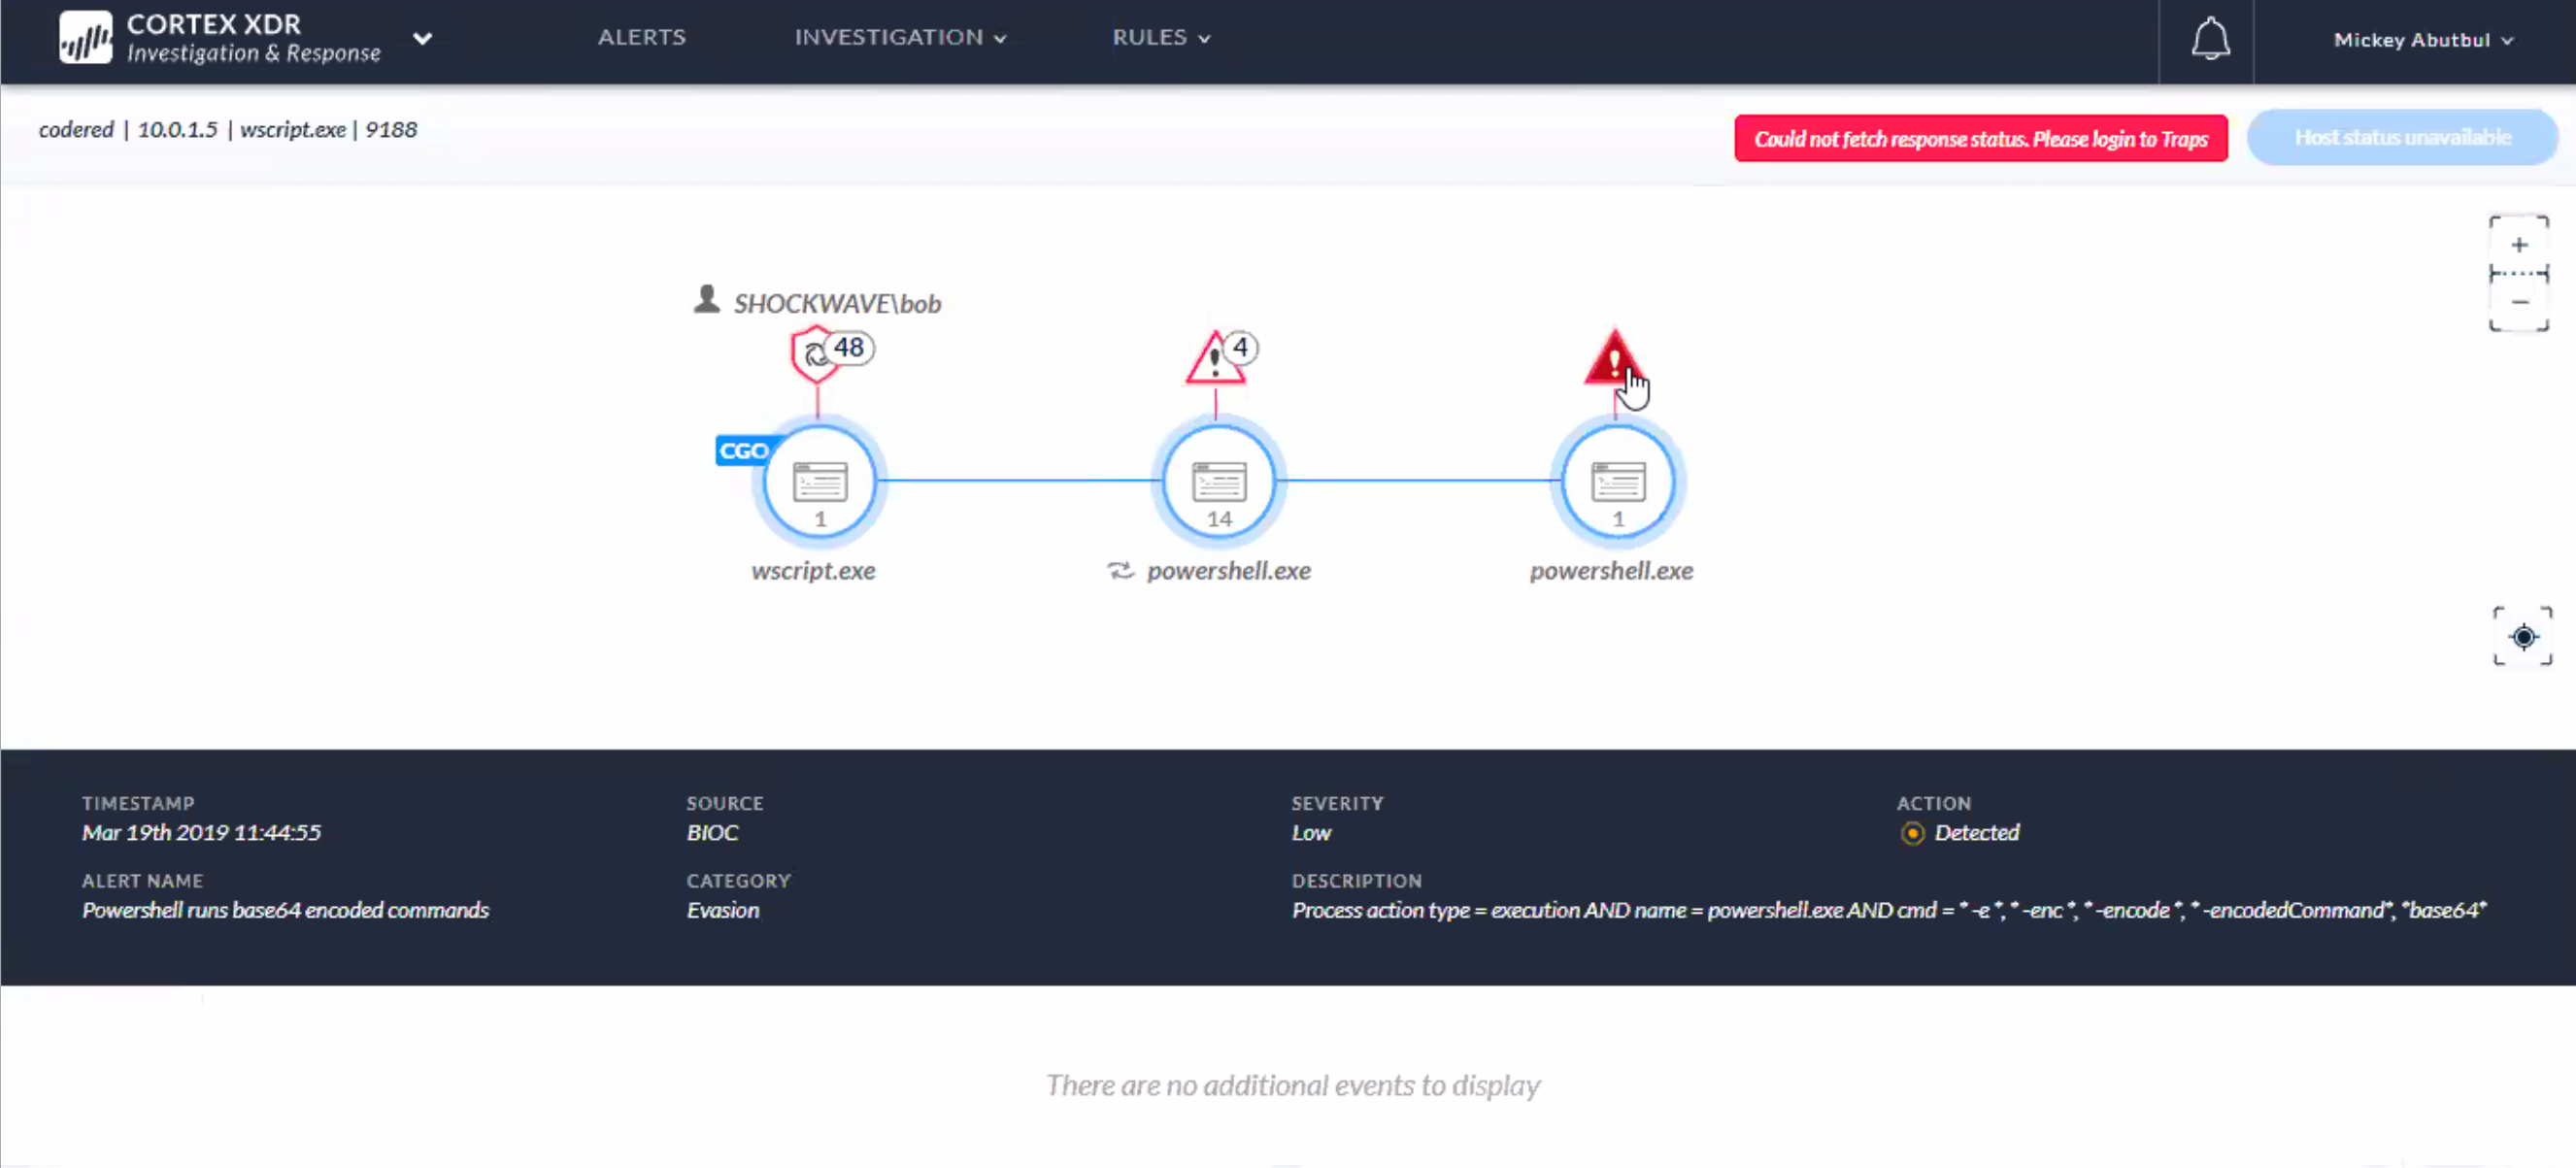 CORTEX XDR
Investigation & Response
ALERTS
INVESTIGATION
RULES
Mickey Abutbul
codered | 10.0.1.5 | wscript.exe | 9188
Could not fetch response status. Please login to Traps
Host status unavailable
SHOCKWAVE\bob
48
4
CGO
1
14
1
wscript.exe
powershell.exe
powershell.exe
TIMESTAMP
Mar 19th 2019 11:44:55
SOURCE
BIOC
SEVERITY
Low
ACTION
Detected
ALERT NAME
Powershell runs base64 encoded commands
CATEGORY
Evasion
DESCRIPTION
Process action type = execution AND name = powershell.exe AND cmd = * -e *, * -enc *, * -encode *, * -encodedCommand*, *base64*
There are no additional events to display